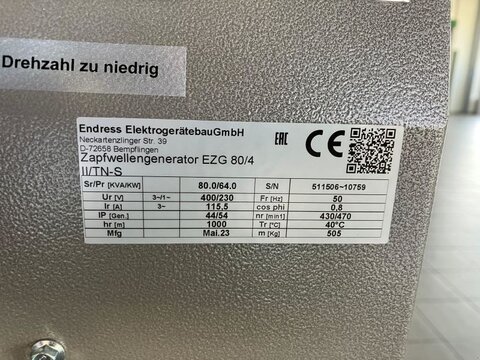 Drehzahl zu niedrig
Endress ElektrogerätebauGmbH
Neckartenzlinger Str. 39
D-72658 Bempflingen
Zapfwellengenerator EZG 80/4
II/TN-S
EAC CE
Sr/Pr [KVA/KW] 80.0/64.0 S/N 511506~10759
Ur [V] 3~/1~ 400/230 Fr [Hz] 50
Ir [A] 3~ 115,5 cos phi 0,8
IP [Gen.] 44/54 nr [min1] 430/470
hr [m] 1000 Tr [°C] 40°C
Mfg Mai.23 m [Kg] 505